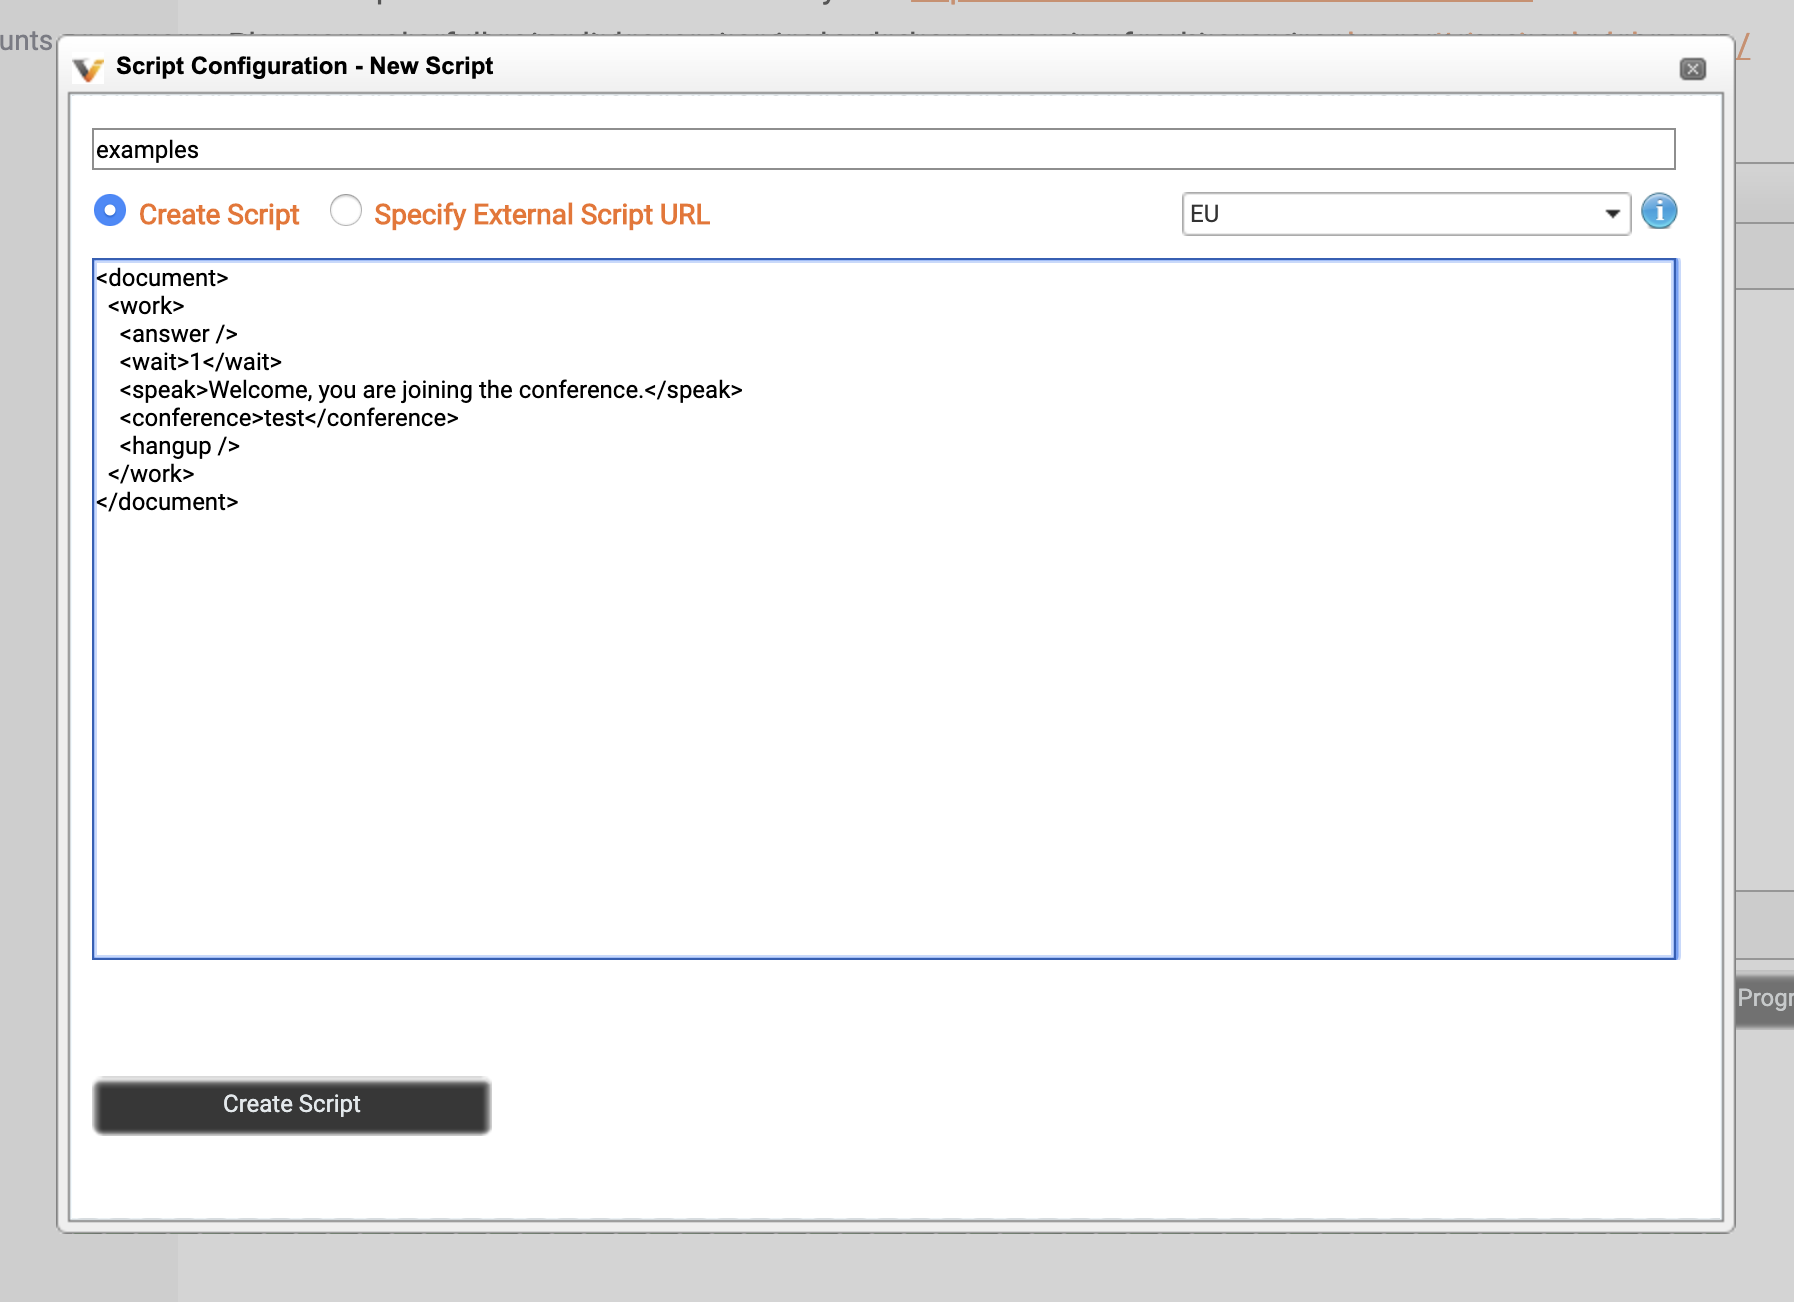 unts
Script Configuration - New Script
examples
Create Script
Specify External Script URL
EU
<document>
<work>
<answer />
<wait>1</wait>
<speak>Welcome, you are joining the conference.</speak>
<conference>test</conference>
<hangup />
</work>
</document>
Progr
Create Script